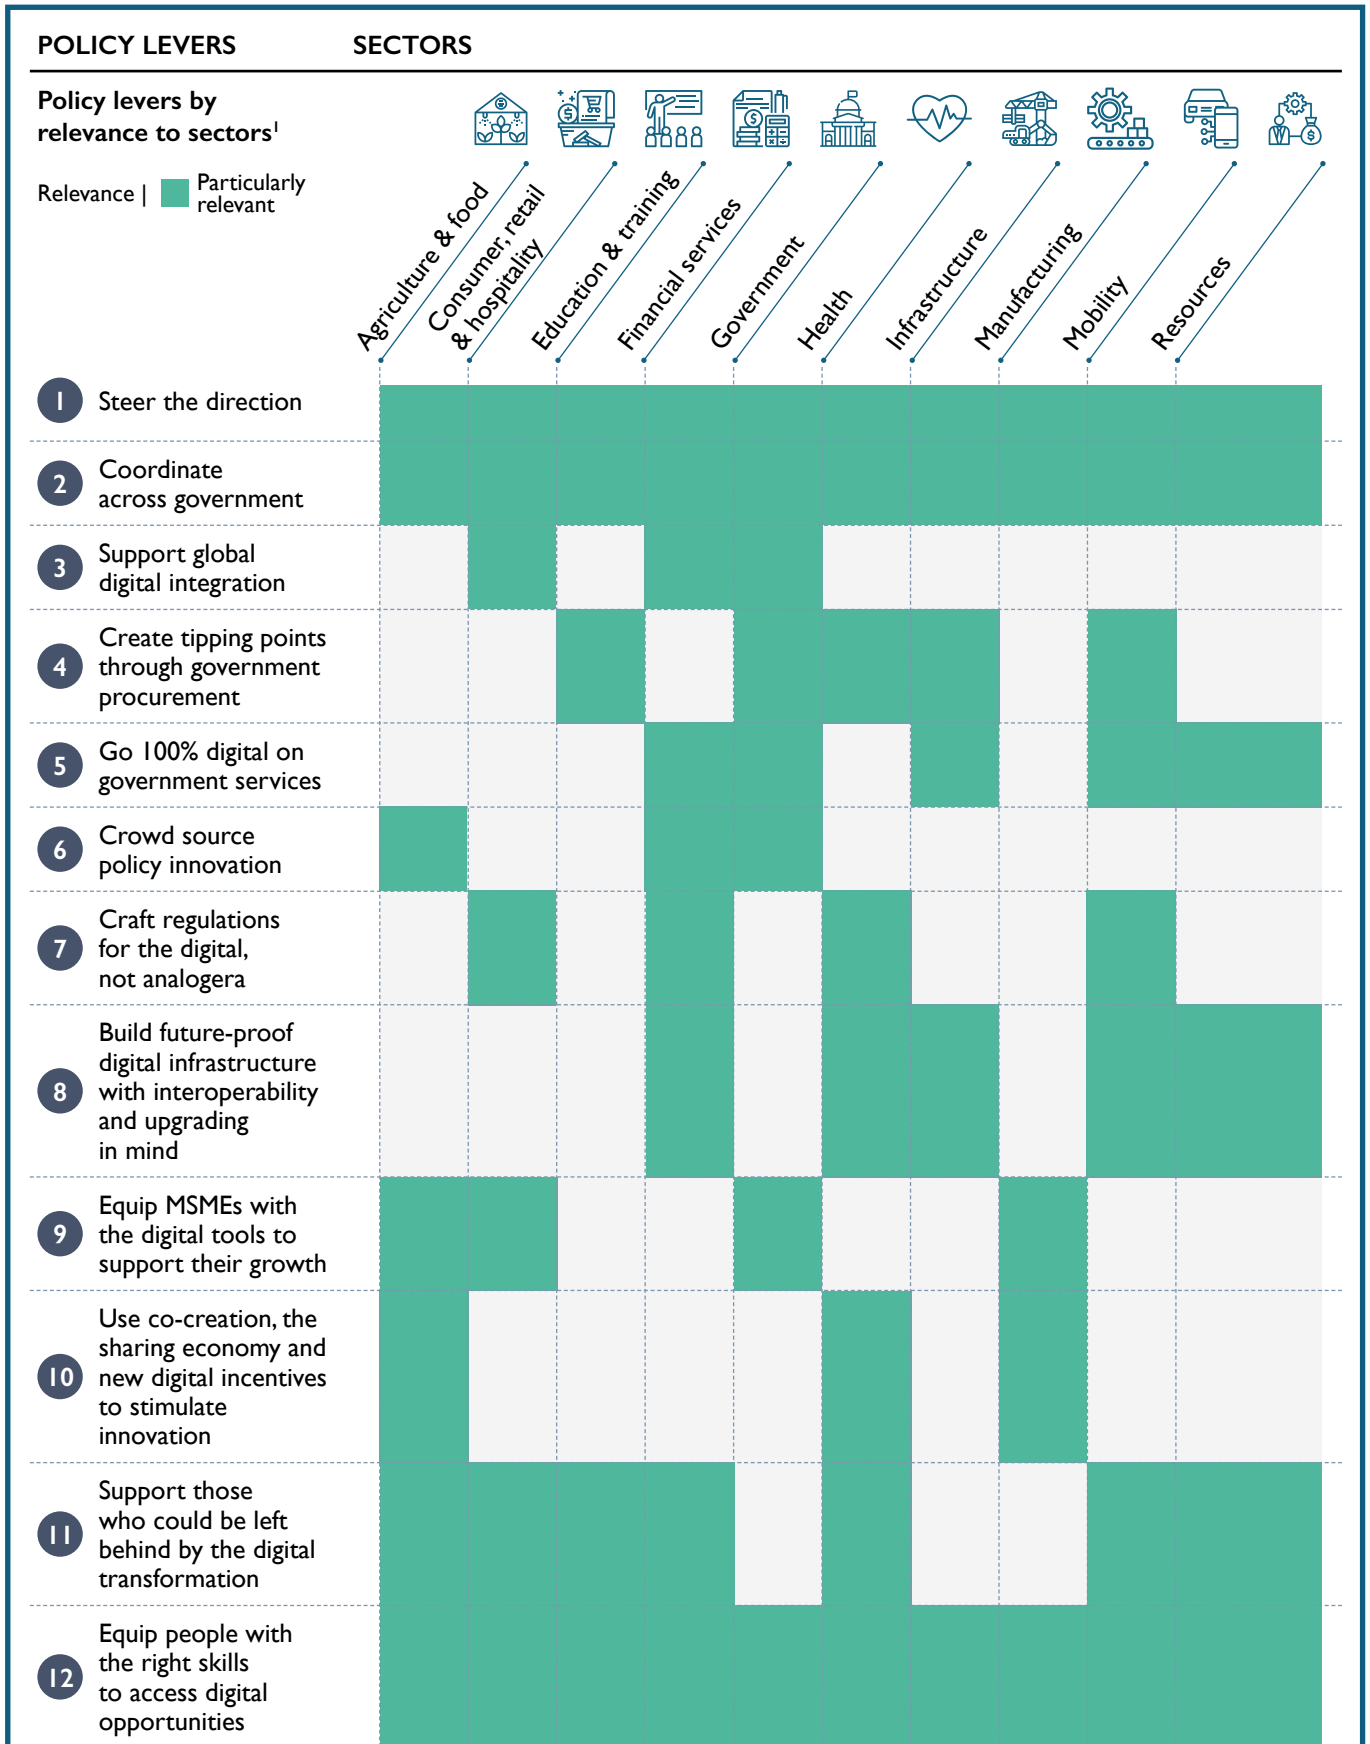 POLICY LEVERS
SECTORS
Policy levers by
relevance to sectors¹
Relevance |
Particularly
relevant
Agriculture & food
Consumer, retail
& hospitality
Education & training
Financial services
Government
Health
Infrastructure
Manufacturing
Mobility
Resources
1
Steer the direction
2
Coordinate
across government
3
Support global
digital integration
4
Create tipping points
through government
procurement
5
Go 100% digital on
government services
6
Crowd source
policy innovation
7
Craft regulations
for the digital,
not analogera
8
Build future-proof
digital infrastructure
with interoperability
and upgrading
in mind
9
Equip MSMEs with
the digital tools to
support their growth
10
Use co-creation, the
sharing economy and
new digital incentives
to stimulate
innovation
11
Support those
who could be left
behind by the digital
transformation
12
Equip people with
the right skills
to access digital
opportunities